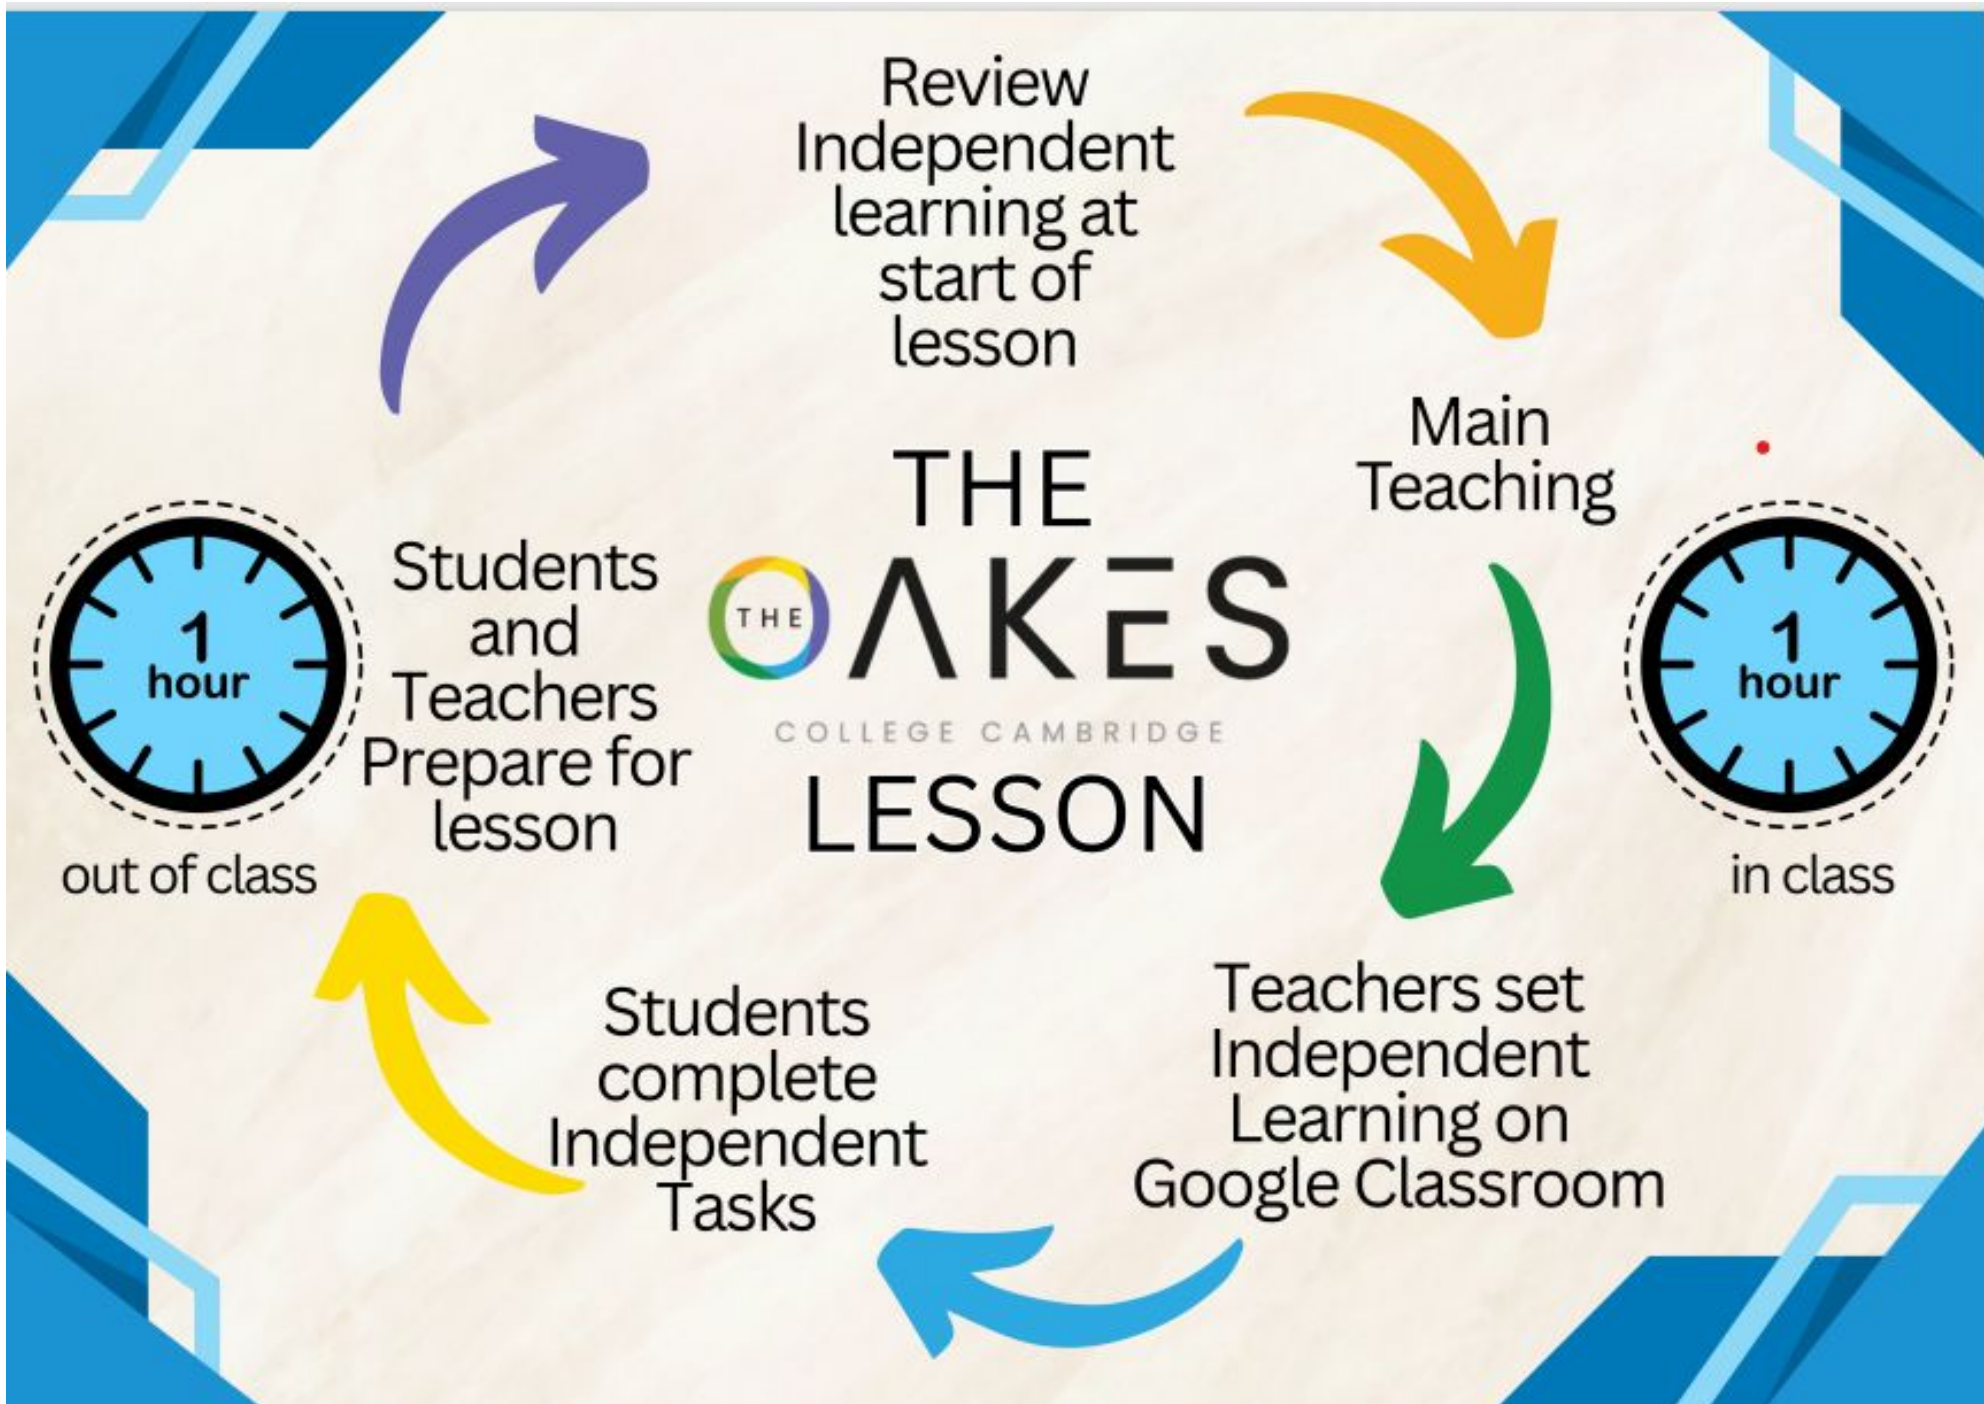 Review
Independent
learning at
start of
lesson
Main
Teaching
THE
THE
OAKES
COLLEGE CAMBRIDGE
LESSON
Students
and
Teachers
Prepare for
lesson
1
hour
out of class
1
hour
in class
Teachers set
Independent
Learning on
Google Classroom
Students
complete
Independent
Tasks